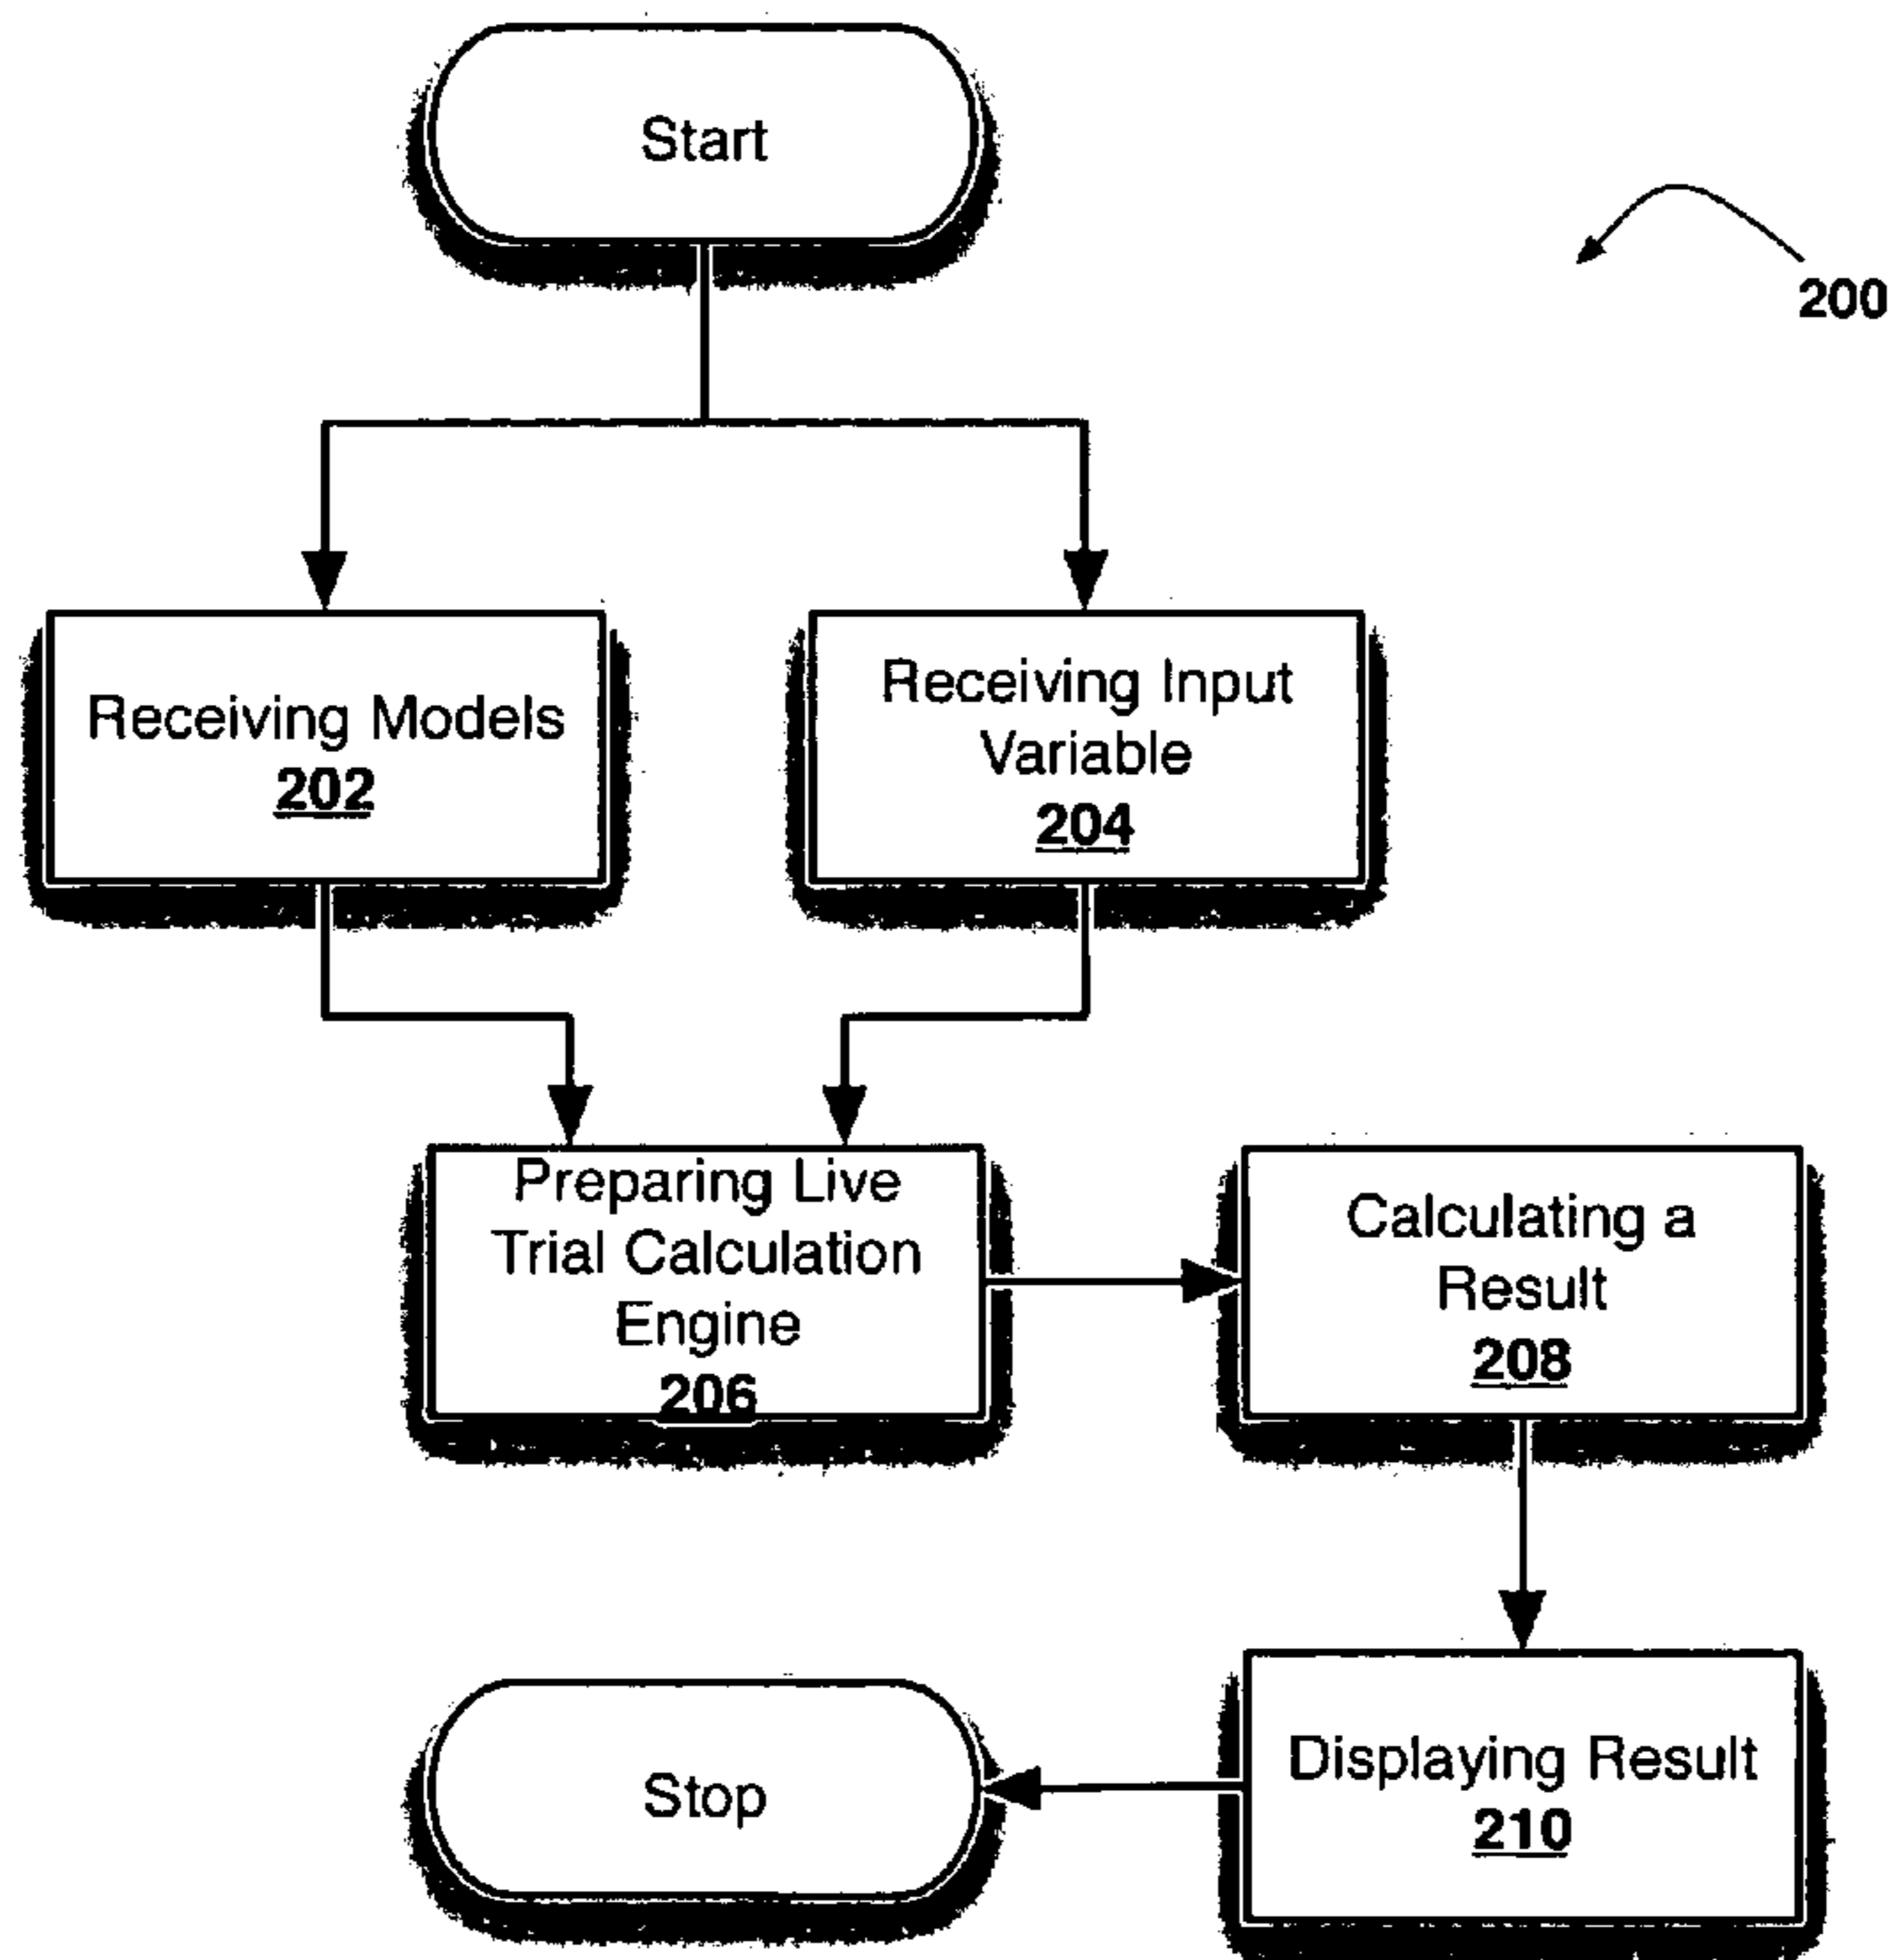 Start
200
Receiving Models
202
Receiving Input
Variable
204
Preparing Live
Trial Calculation
Engine
206
Calculating a
Result
208
Displaying Result
210
Stop